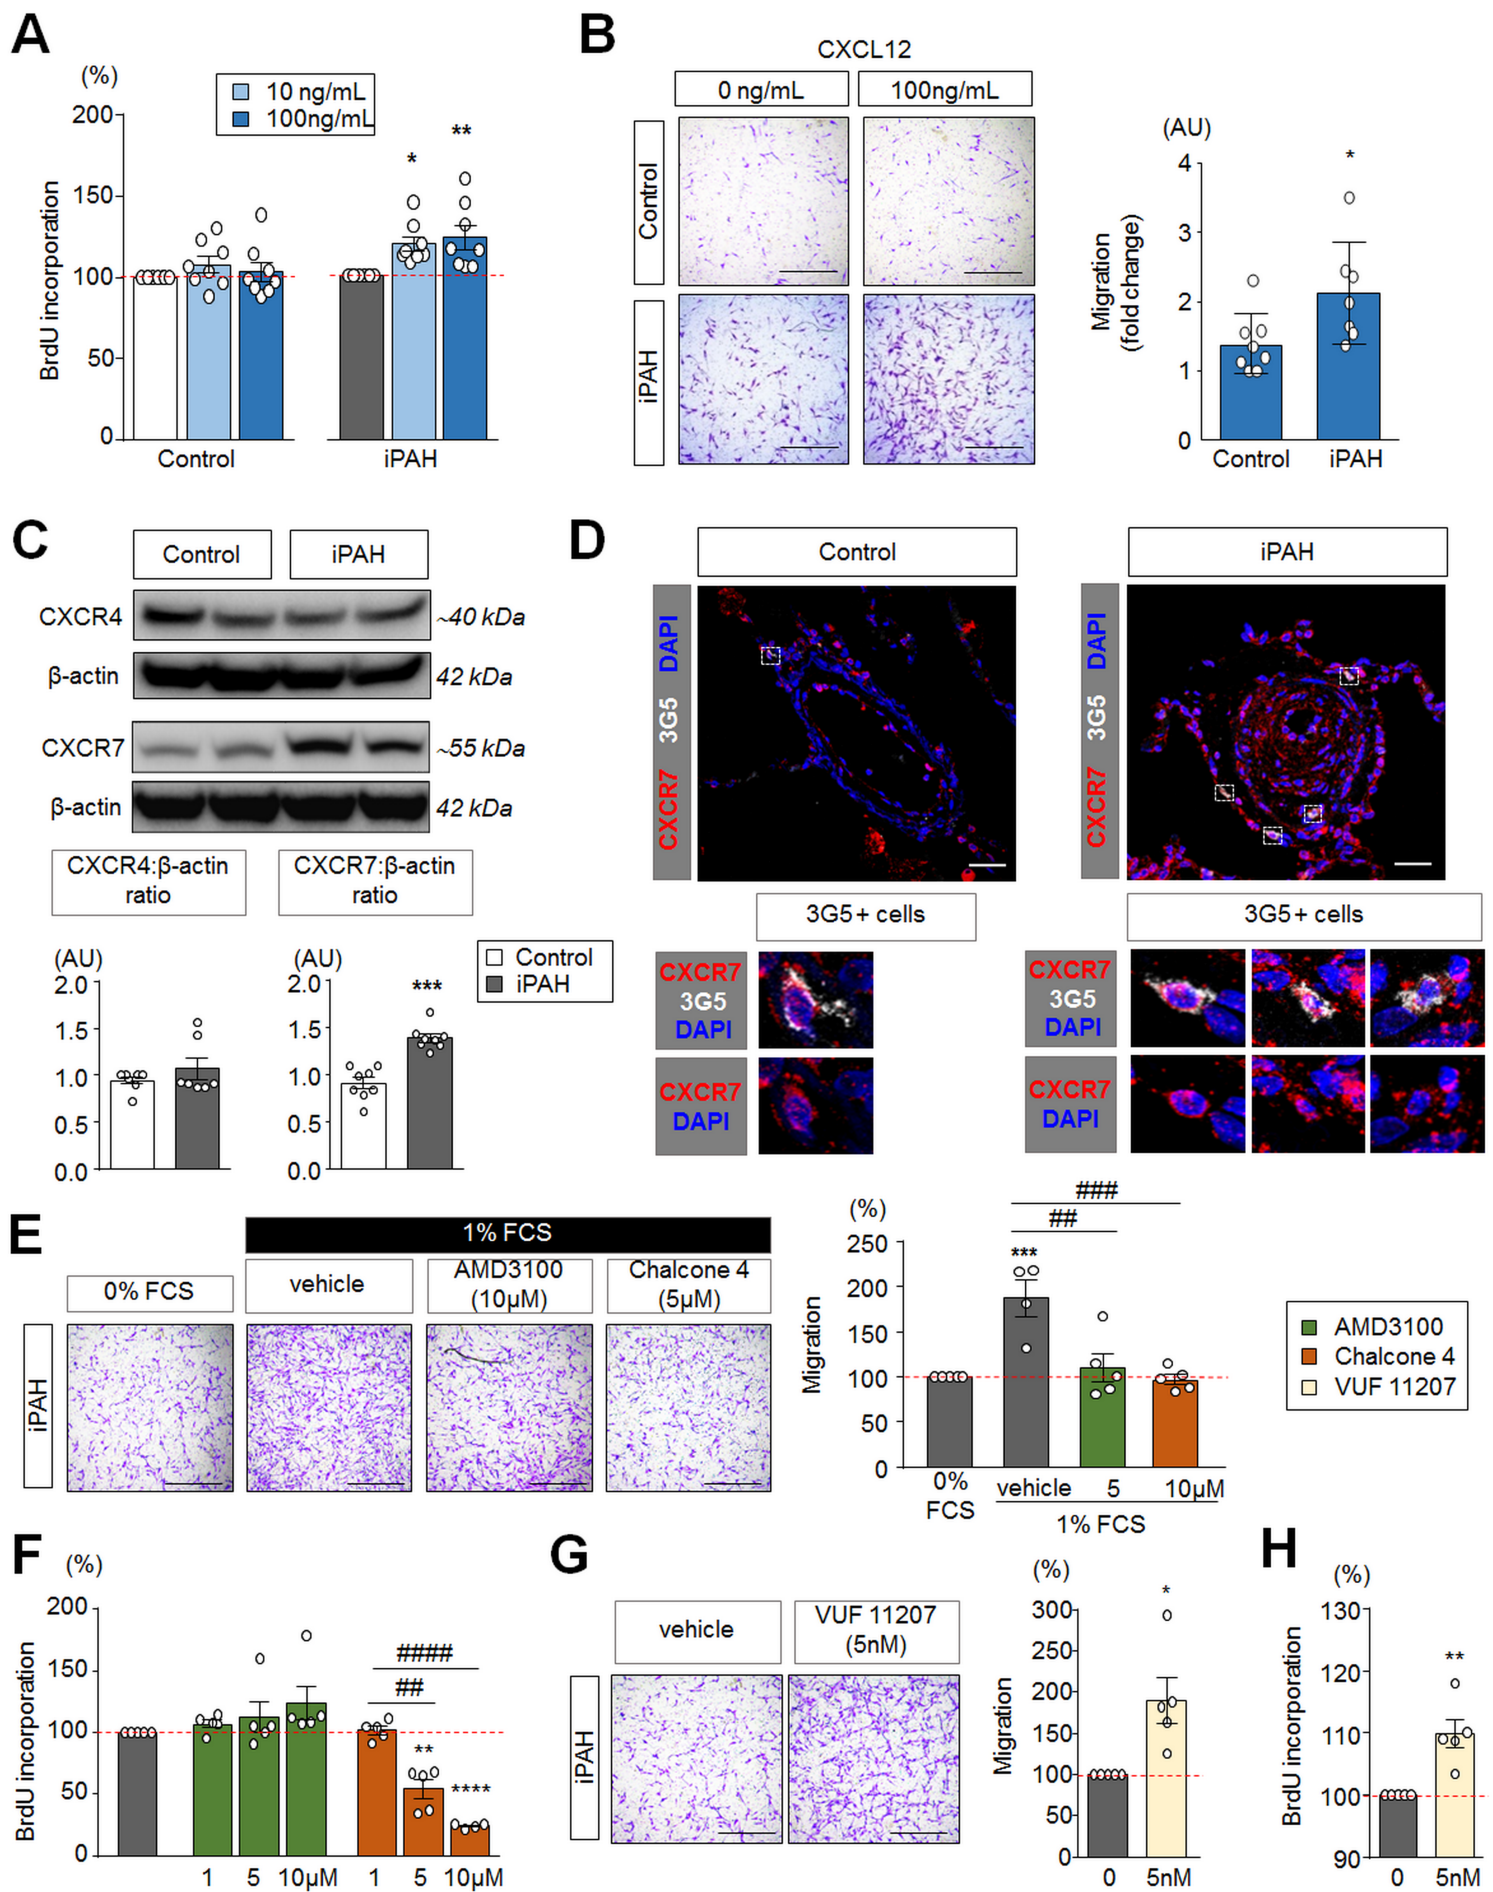 A
(%)
10 ng/mL
100ng/mL
200
150
100
50
0
BrdU incorporation
*
**
Control
iPAH
B
CXCL12
0 ng/mL
100ng/mL
Control
iPAH
(AU)
4
3
2
1
0
Migration
(fold change)
*
Control
iPAH
C
Control
iPAH
CXCR4
~40 kDa
β-actin
42 kDa
CXCR7
~55 kDa
β-actin
42 kDa
CXCR4:β-actin
ratio
CXCR7:β-actin
ratio
(AU)
2.0
1.5
1.0
0.5
0.0
(AU)
2.0
1.5
1.0
0.5
0.0
***
Control
iPAH
D
Control
iPAH
CXCR7 3G5 DAPI
CXCR7 3G5 DAPI
3G5+ cells
3G5+ cells
CXCR7
3G5
DAPI
CXCR7
DAPI
CXCR7
3G5
DAPI
CXCR7
DAPI
E
1% FCS
0% FCS
vehicle
AMD3100
(10µM)
Chalcone 4
(5µM)
iPAH
(%)
250
200
150
100
50
0
Migration
***
##
###
0%
FCS
vehicle
5
10µM
1% FCS
AMD3100
Chalcone 4
VUF 11207
F
(%)
200
150
100
50
0
BrdU incorporation
####
##
**
****
1
5
10µM
1
5
10µM
G
vehicle
VUF 11207
(5nM)
iPAH
(%)
300
250
200
150
100
50
0
Migration
*
0
5nM
H
(%)
130
120
110
100
90
BrdU incorporation
**
0
5nM